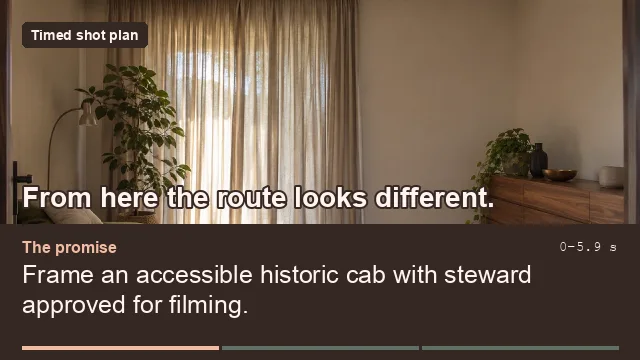 Timed shot plan
From here the route looks different.
The promise
0–5.9 s
Frame an accessible historic cab with steward
approved for filming.